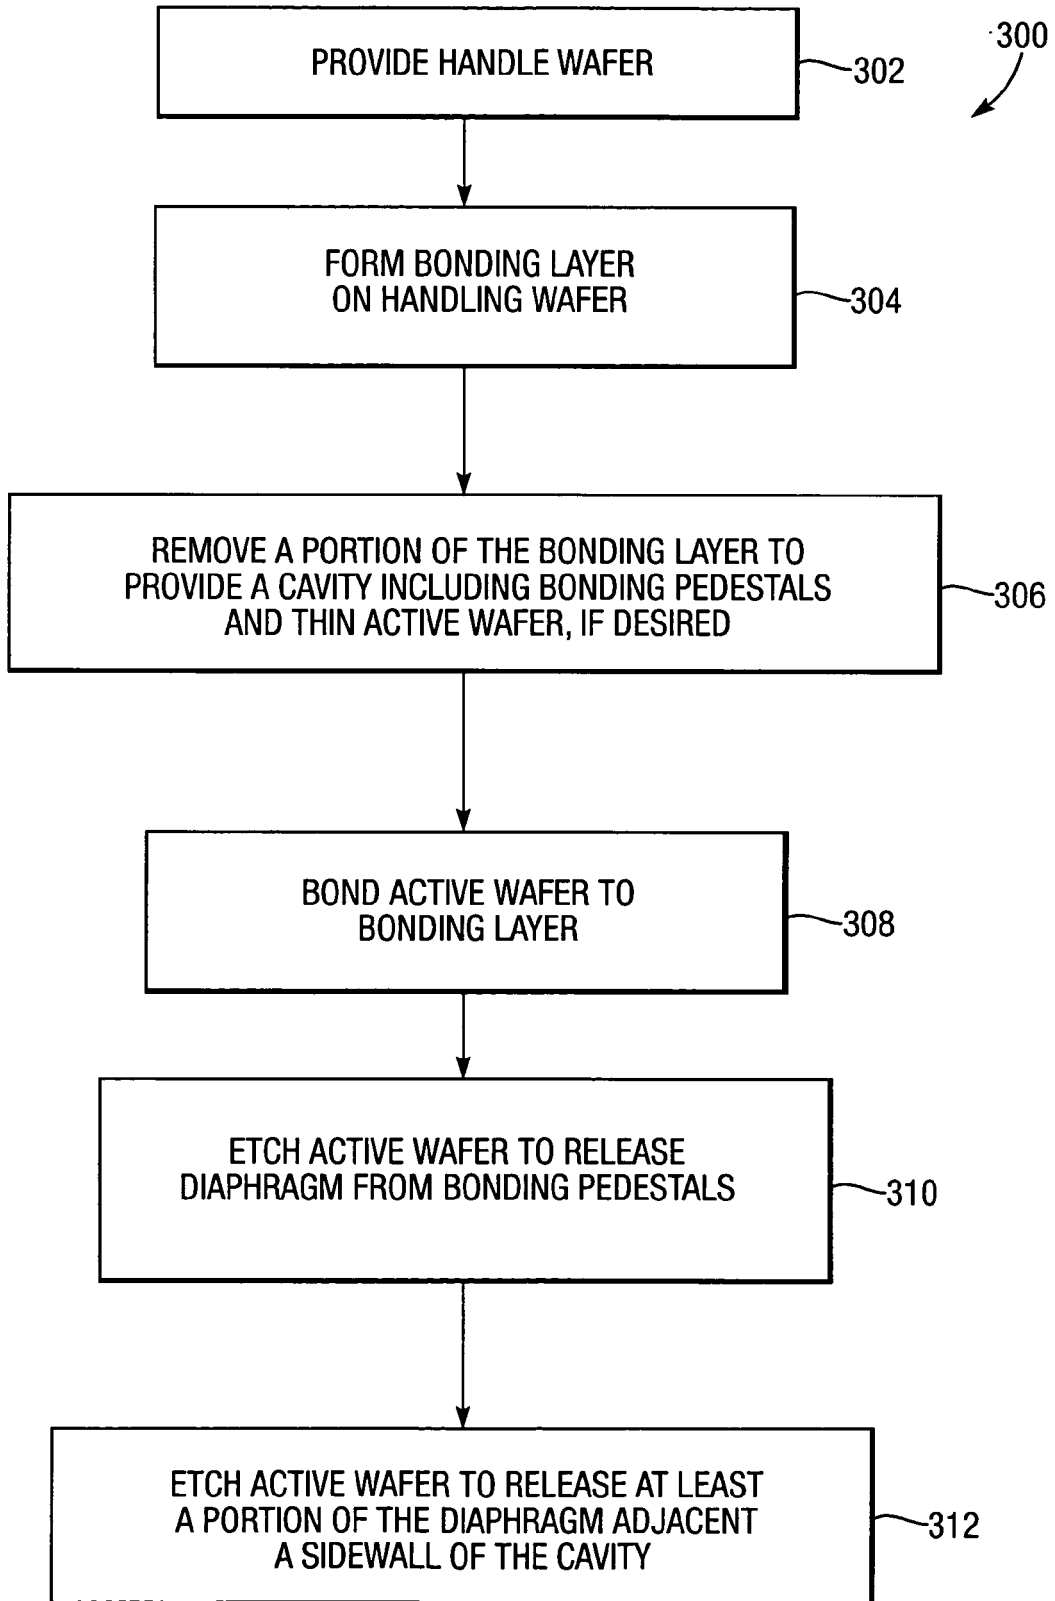 300
PROVIDE HANDLE WAFER
302
FORM BONDING LAYER
ON HANDLING WAFER
304
REMOVE A PORTION OF THE BONDING LAYER TO
PROVIDE A CAVITY INCLUDING BONDING PEDESTALS
AND THIN ACTIVE WAFER, IF DESIRED
306
BOND ACTIVE WAFER TO
BONDING LAYER
308
ETCH ACTIVE WAFER TO RELEASE
DIAPHRAGM FROM BONDING PEDESTALS
310
ETCH ACTIVE WAFER TO RELEASE AT LEAST
A PORTION OF THE DIAPHRAGM ADJACENT
A SIDEWALL OF THE CAVITY
312